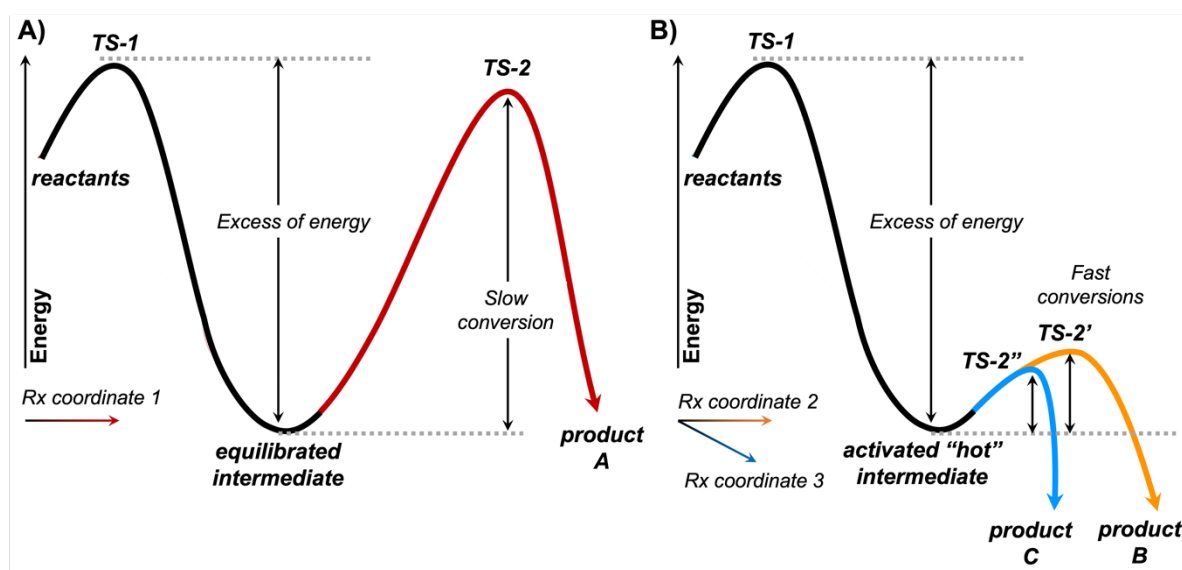 A)
TS-1
TS-2
reactants
Excess of energy
Slow
conversion
Energy
Rx coordinate 1
equilibrated
intermediate
product
A
B)
TS-1
reactants
Excess of energy
Fast
conversions
TS-2’
TS-2”
Energy
Rx coordinate 2
Rx coordinate 3
activated “hot”
intermediate
product
C
product
B